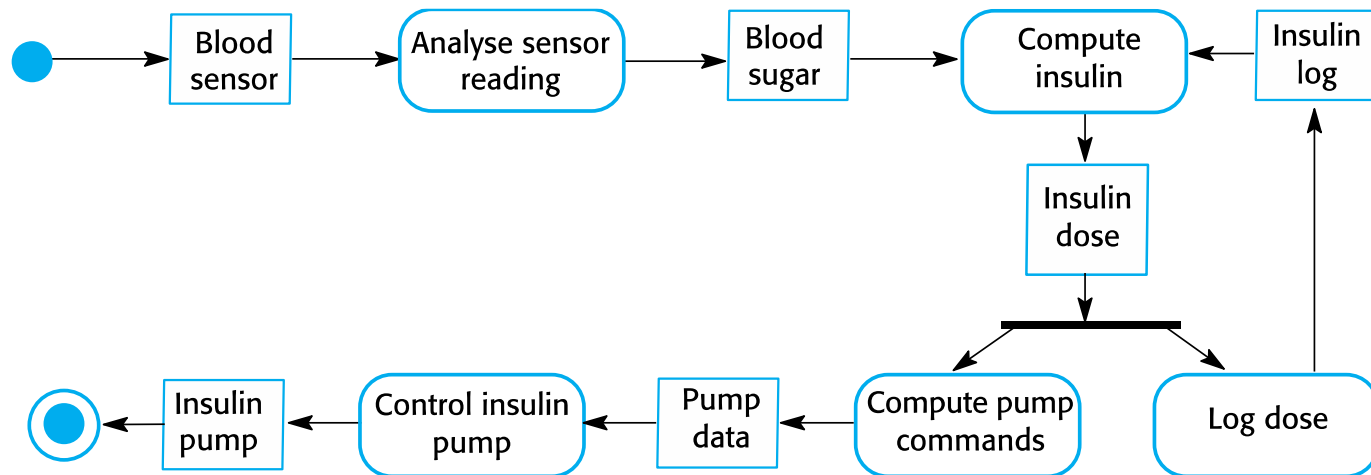 Blood
sensor
Analyse sensor
reading
Blood
sugar
Compute
insulin
Insulin
log
Insulin
dose
Insulin
pump
Control insulin
pump
Pump
data
Compute pump
commands
Log dose